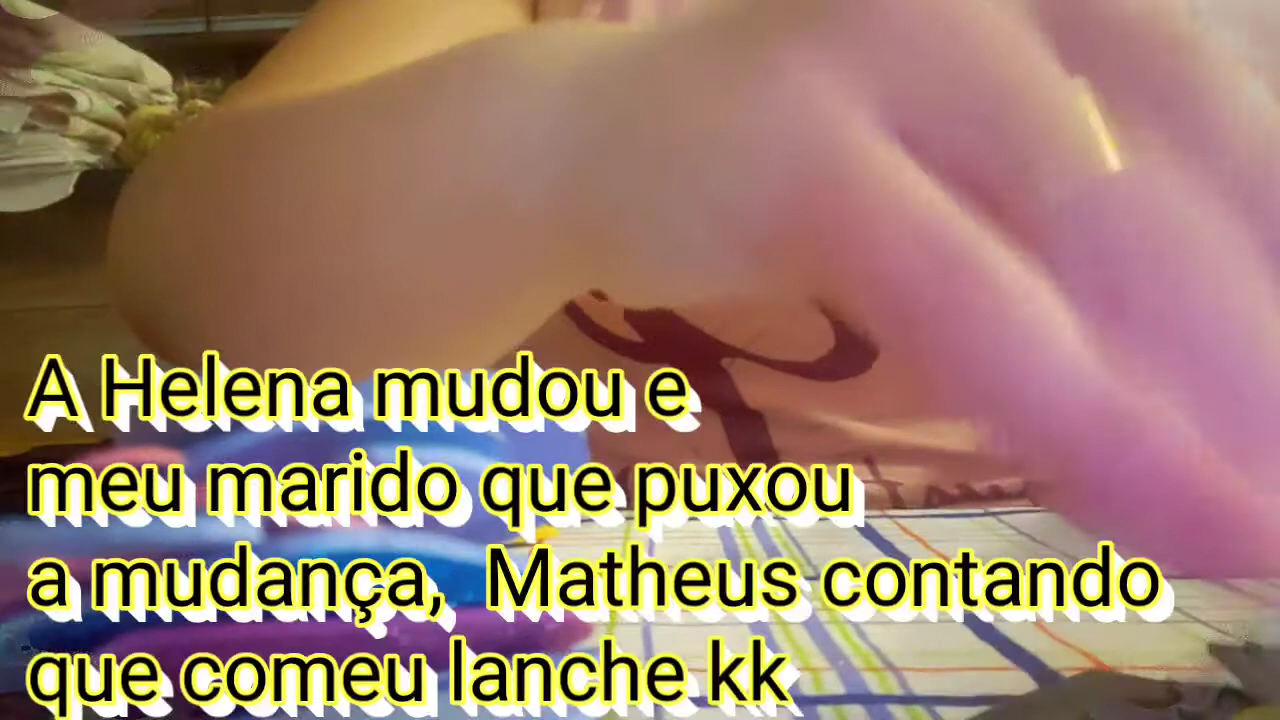 A Helena mudou e
meu marido que puxou
a mudança, Matheus contando
que comeu lanche kk